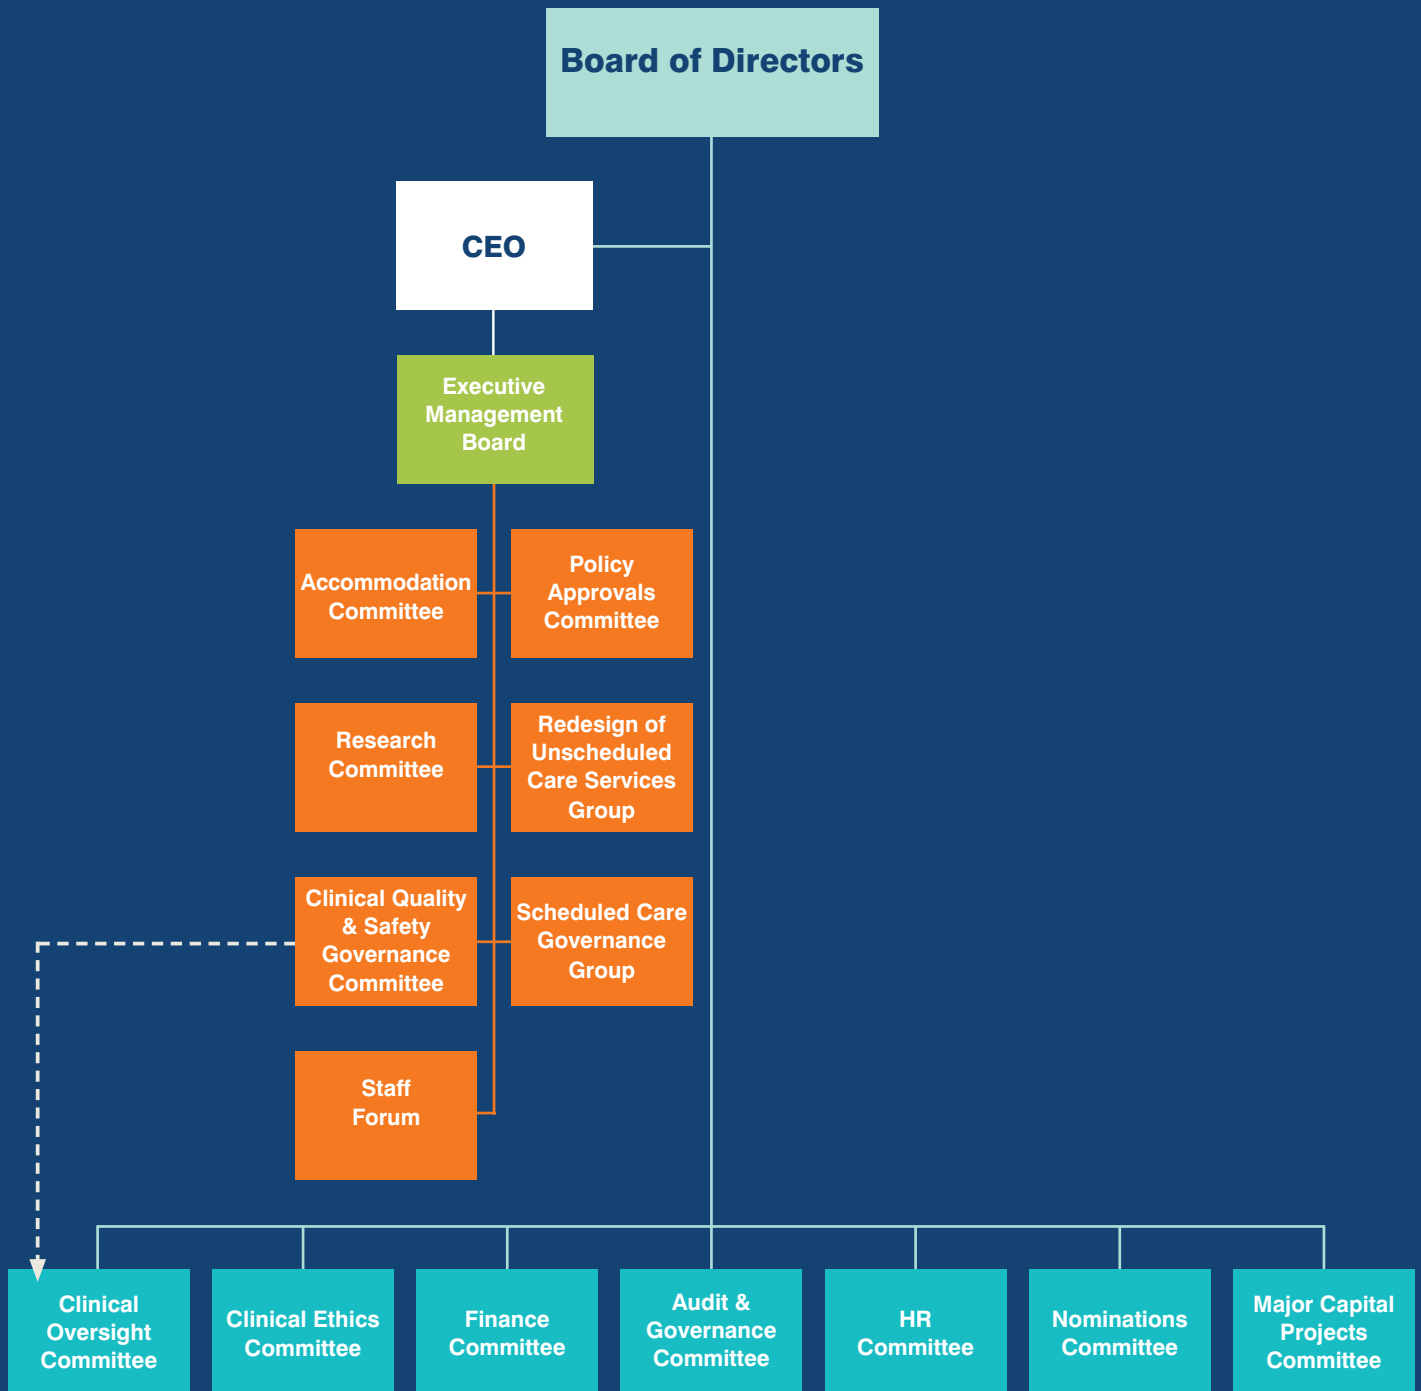 Board of Directors
CEO
Executive
Management
Board
Accommodation
Committee
Policy
Approvals
Committee
Research
Committee
Redesign of
Unscheduled
Care Services
Group
Clinical Quality
& Safety
Governance
Committee
Scheduled Care
Governance
Group
Staff
Forum
Clinical
Oversight
Committee
Clinical Ethics
Committee
Finance
Committee
Audit &
Governance
Committee
HR
Committee
Nominations
Committee
Major Capital
Projects
Committee